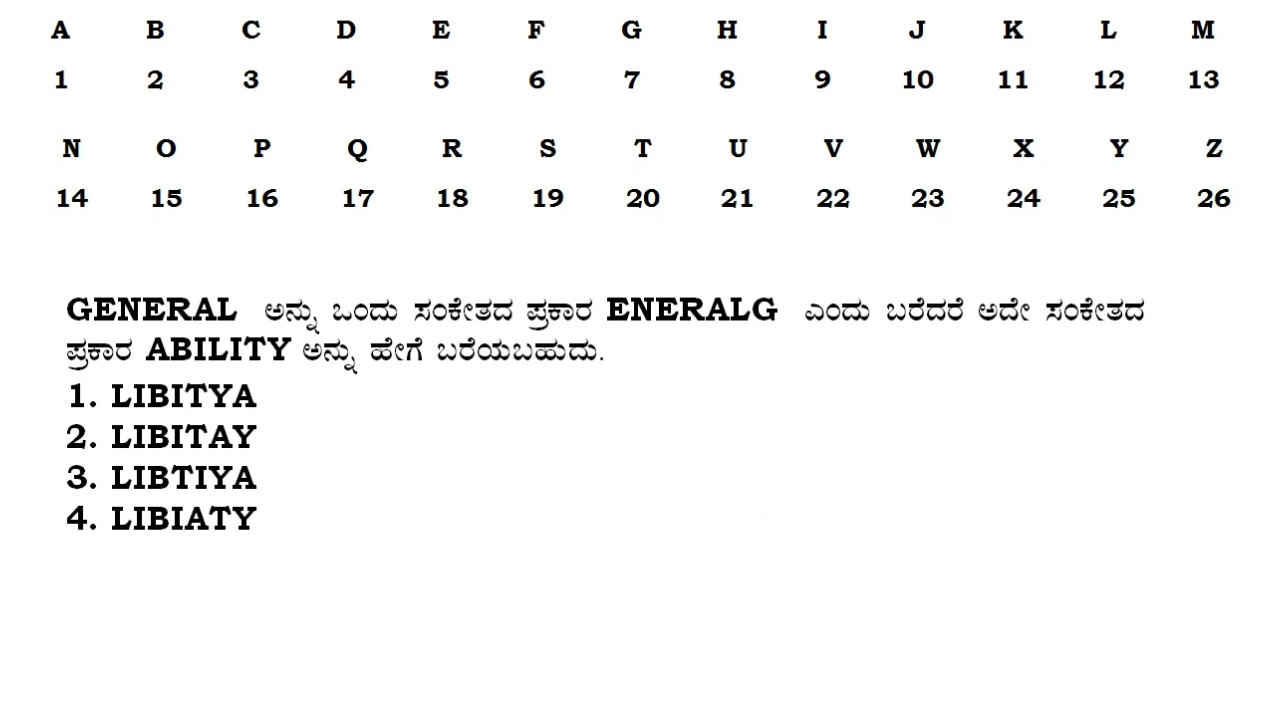 A B C D E F G H I J K L M
1 2 3 4 5 6 7 8 9 10 11 12 13
N O P Q R S T U V W X Y Z
14 15 16 17 18 19 20 21 22 23 24 25 26
GENERAL ಅನ್ನು ಒಂದು ಸಂಕೇತದ ಪ್ರಕಾರ ENERALG ಎಂದು ಬರೆದರೆ ಅದೇ ಸಂಕೇತದ
ಪ್ರಕಾರ ABILITY ಅನ್ನು ಹೇಗೆ ಬರೆಯಬಹುದು.
1. LIBITYA
2. LIBITAY
3. LIBTIYA
4. LIBIATY